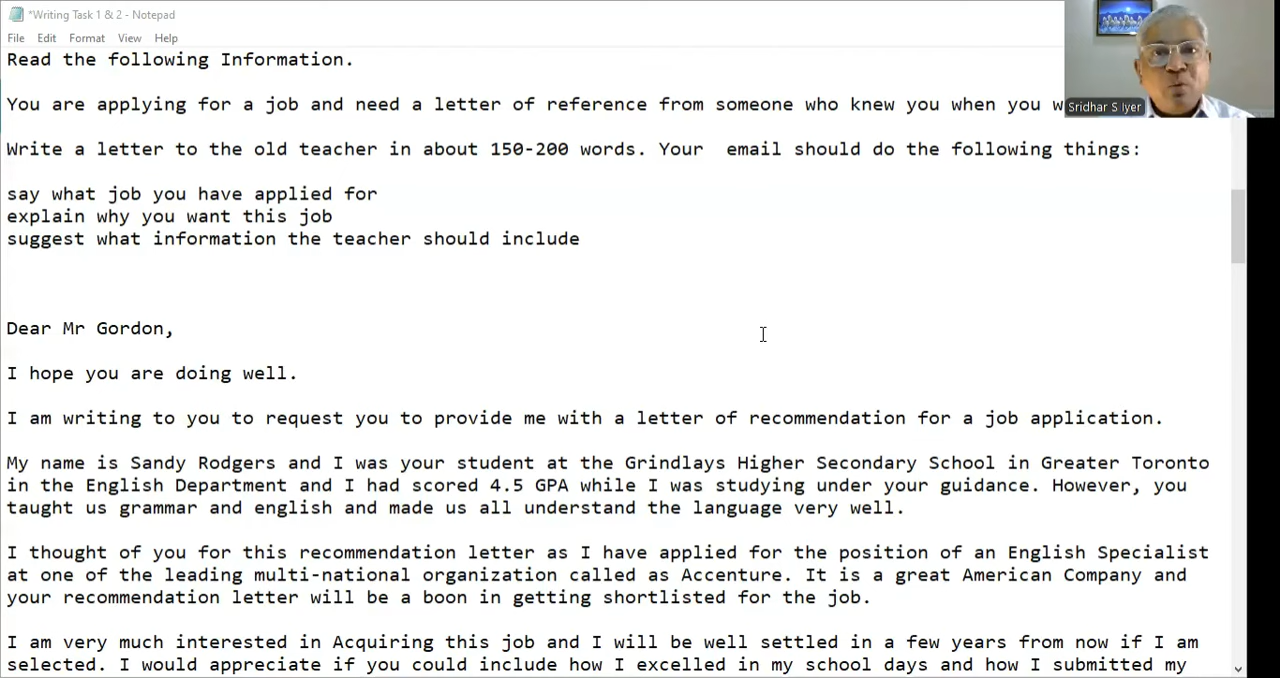 *Writing Task 1 & 2 - Notepad
File Edit Format View Help
Read the following Information.
You are applying for a job and need a letter of reference from someone who knew you when you w
Sridhar S Iyer
Write a letter to the old teacher in about 150-200 words. Your  email should do the following things:
say what job you have applied for
explain why you want this job
suggest what information the teacher should include
Dear Mr Gordon,
I hope you are doing well.
I am writing to you to request you to provide me with a letter of recommendation for a job application.
My name is Sandy Rodgers and I was your student at the Grindlays Higher Secondary School in Greater Toronto
in the English Department and I had scored 4.5 GPA while I was studying under your guidance. However, you
taught us grammar and english and made us all understand the language very well.
I thought of you for this recommendation letter as I have applied for the position of an English Specialist
at one of the leading multi-national organization called as Accenture. It is a great American Company and
your recommendation letter will be a boon in getting shortlisted for the job.
I am very much interested in Acquiring this job and I will be well settled in a few years from now if I am
selected. I would appreciate if you could include how I excelled in my school days and how I submitted my